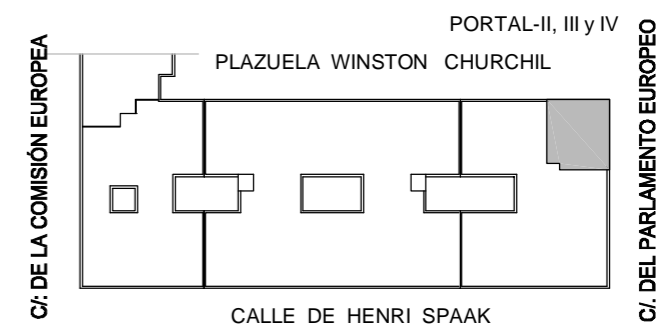 PORTAL-II, III y IV
PLAZUELA WINSTON CHURCHIL
C/: DE LA COMISIÓN EUROPEA
C/. DEL PARLAMENTO EUROPEO
CALLE DE HENRI SPAAK